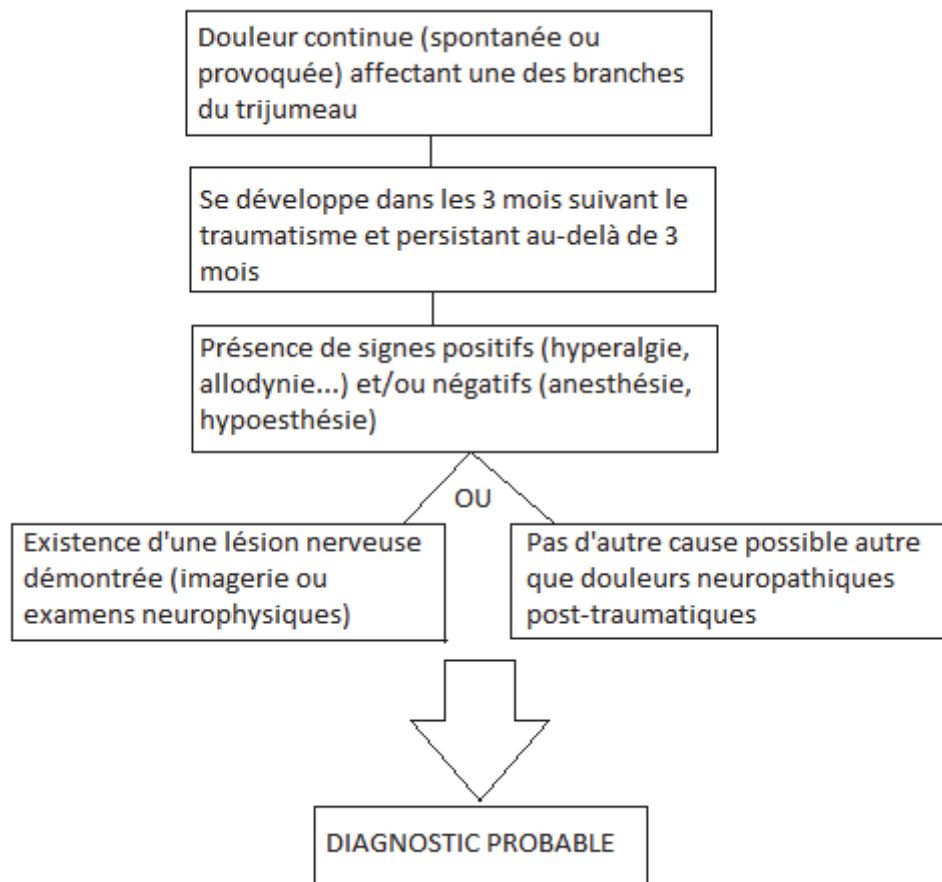 Douleur continue (spontanée ou
provoquée) affectant une des branches
du trijumeau
Se développe dans les 3 mois suivant le
traumatisme et persistant au-delà de 3
mois
Présence de signes positifs (hyperalgie,
allodynie...) et/ou négatifs (anesthésie,
hypoesthésie)
OU
Existence d'une lésion nerveuse
démontrée (imagerie ou
examens neurophysiques)
Pas d'autre cause possible autre
que douleurs neuropathiques
post-traumatiques
DIAGNOSTIC PROBABLE